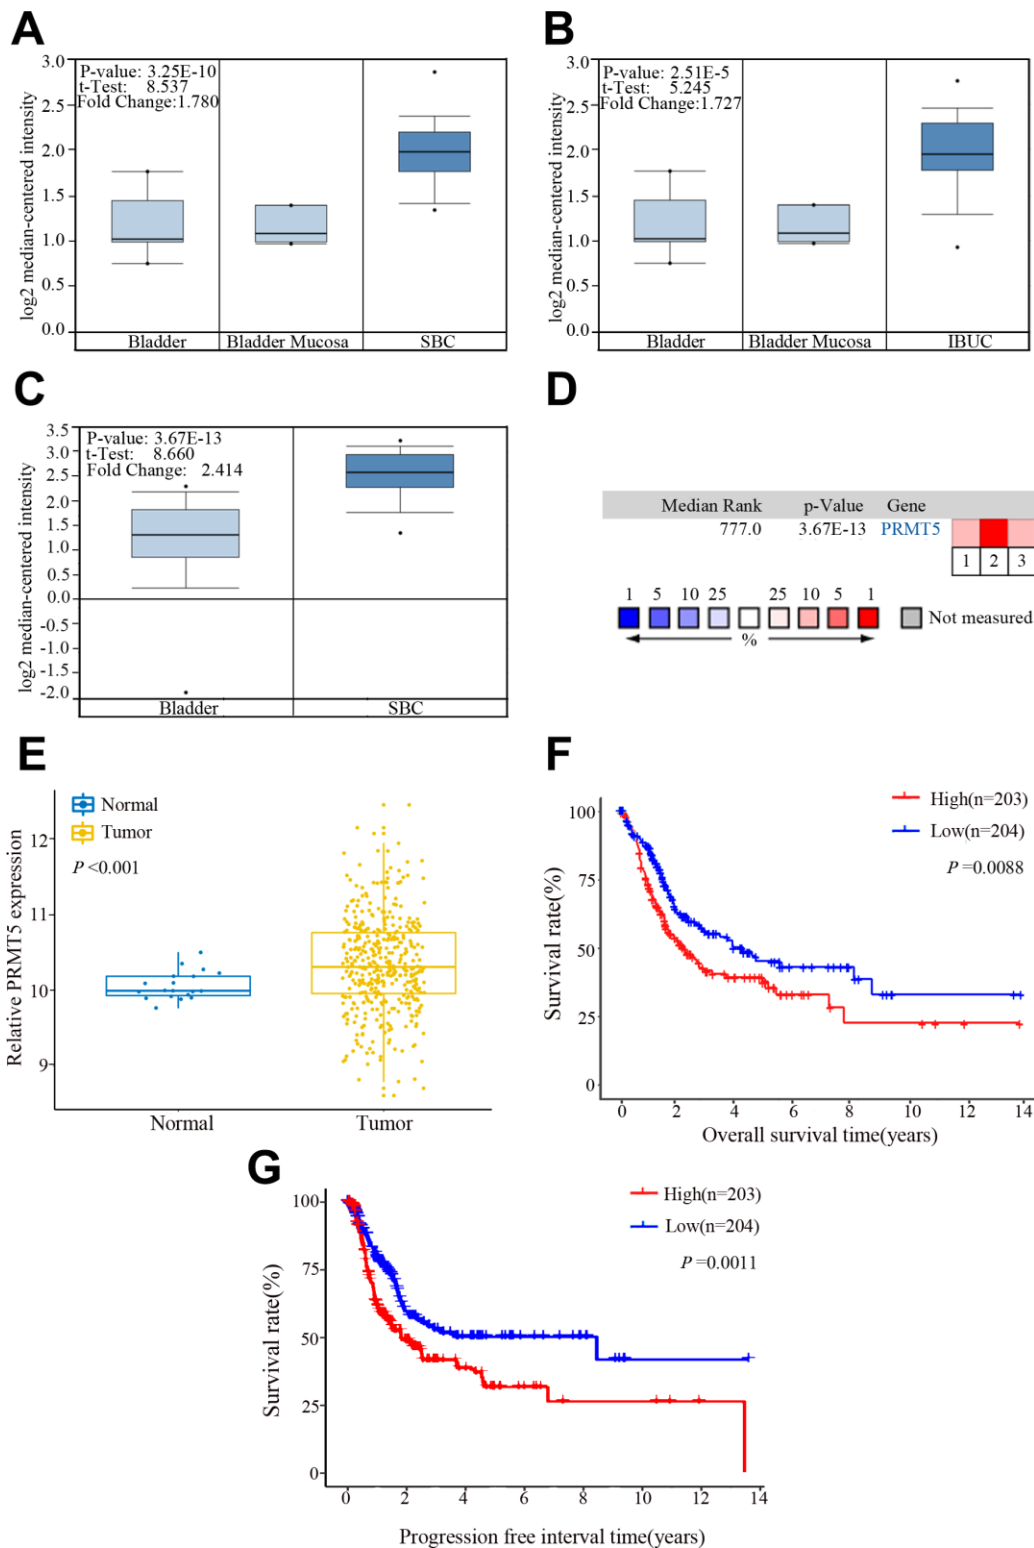 A
P-value: 3.25E-10
t-Test: 8.537
Fold Change:1.780
3.0
2.5
2.0
1.5
1.0
0.5
0.0
log2 median-centered intensity
Bladder
Bladder Mucosa
SBC
B
P-value: 2.51E-5
t-Test: 5.245
Fold Change:1.727
3.0
2.5
2.0
1.5
1.0
0.5
0.0
log2 median-centered intensity
Bladder
Bladder Mucosa
IBUC
C
P-value: 3.67E-13
t-Test: 8.660
Fold Change: 2.414
3.5
3.0
2.5
2.0
1.5
1.0
0.5
0.0
-0.5
-1.0
-1.5
-2.0
log2 median-centered intensity
Bladder
SBC
D
Median Rank p-Value Gene
777.0 3.67E-13 PRMT5
1 2 3
1 5 10 25 25 10 5 1
%
Not measured
E
Normal
Tumor
P <0.001
12
11
10
9
Relative PRMT5 expression
Normal
Tumor
F
High(n=203)
Low(n=204)
P =0.0088
100
75
50
25
0
Survival rate(%)
0 2 4 6 8 10 12 14
Overall survival time(years)
G
High(n=203)
Low(n=204)
P =0.0011
100
75
50
25
0
Survival rate(%)
0 2 4 6 8 10 12 14
Progression free interval time(years)